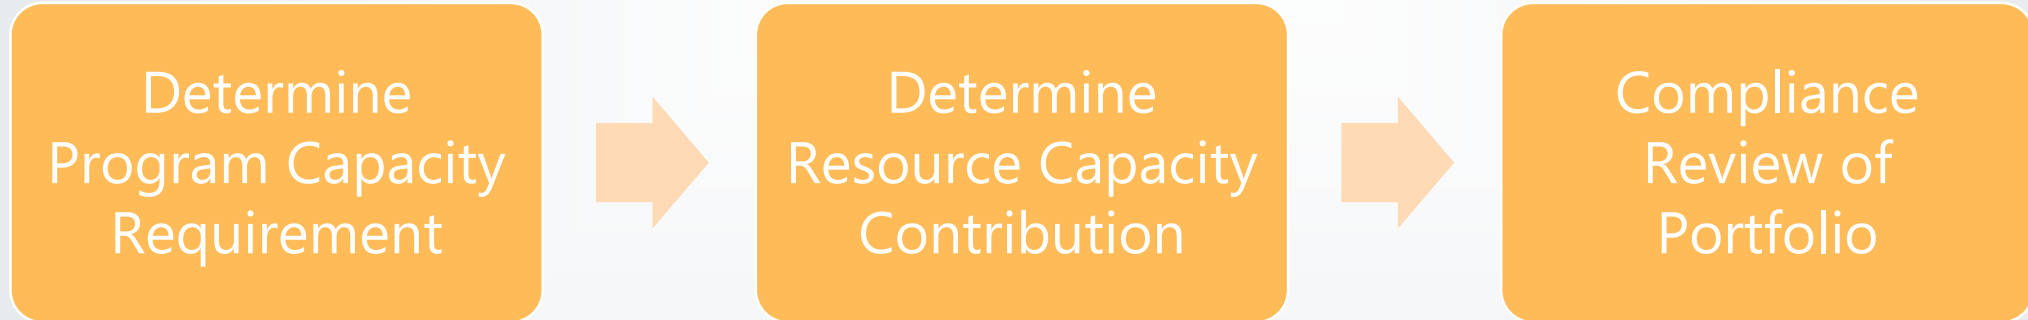 Determine
Program Capacity
Requirement
Determine
Resource Capacity
Contribution
Compliance
Review of
Portfolio